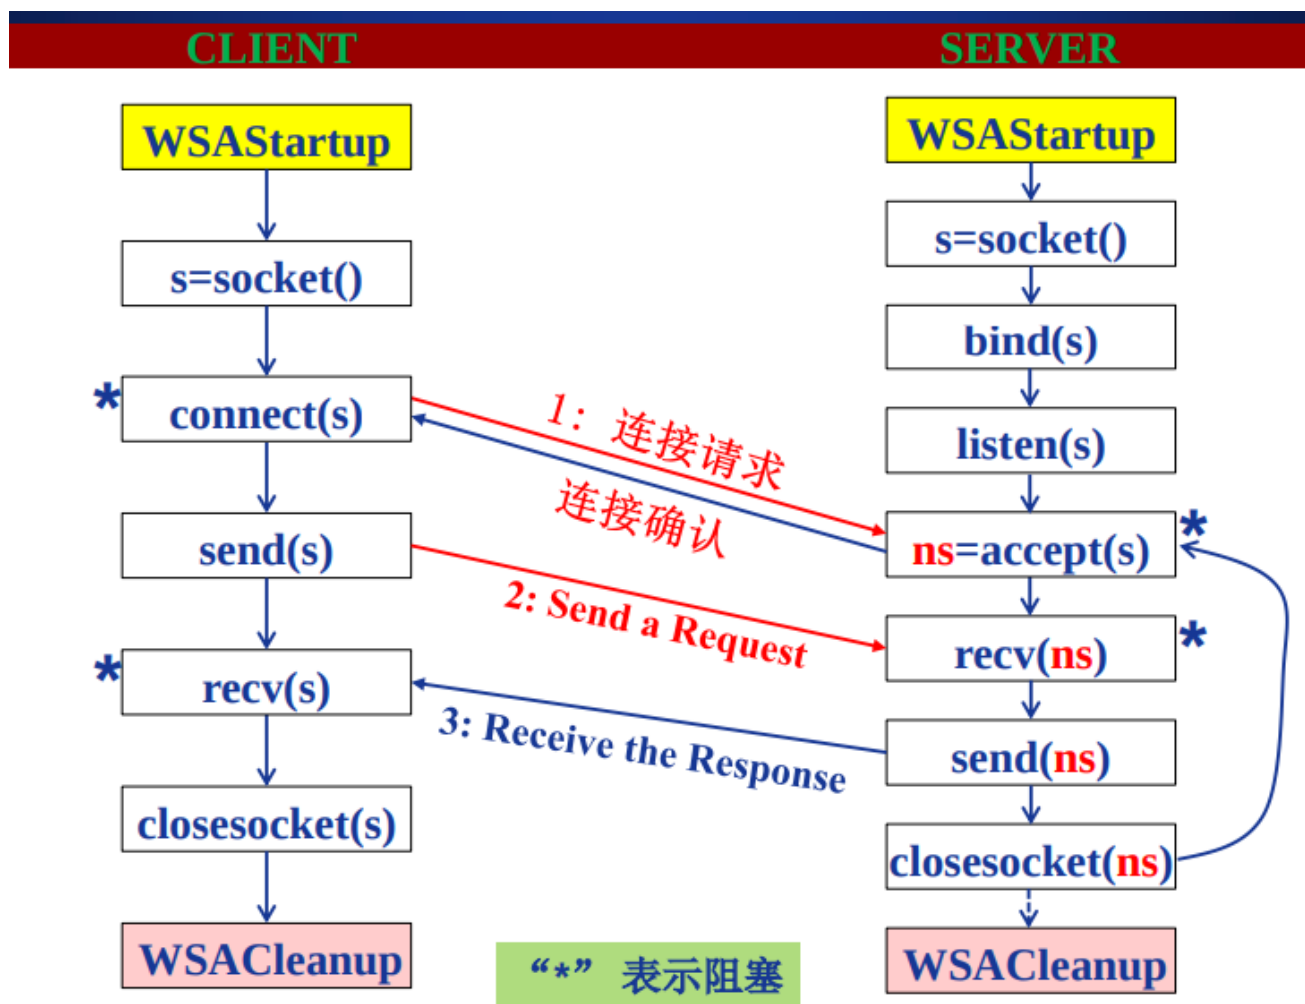 CLIENT
SERVER
WSAStartup
s=socket()
* connect(s)
send(s)
* recv(s)
closesocket(s)
WSACleanup
1：连接请求
连接确认
2: Send a Request
3: Receive the Response
WSAStartup
s=socket()
bind(s)
listen(s)
ns=accept(s) *
recv(ns) *
send(ns)
closesocket(ns)
WSACleanup
“*” 表示阻塞